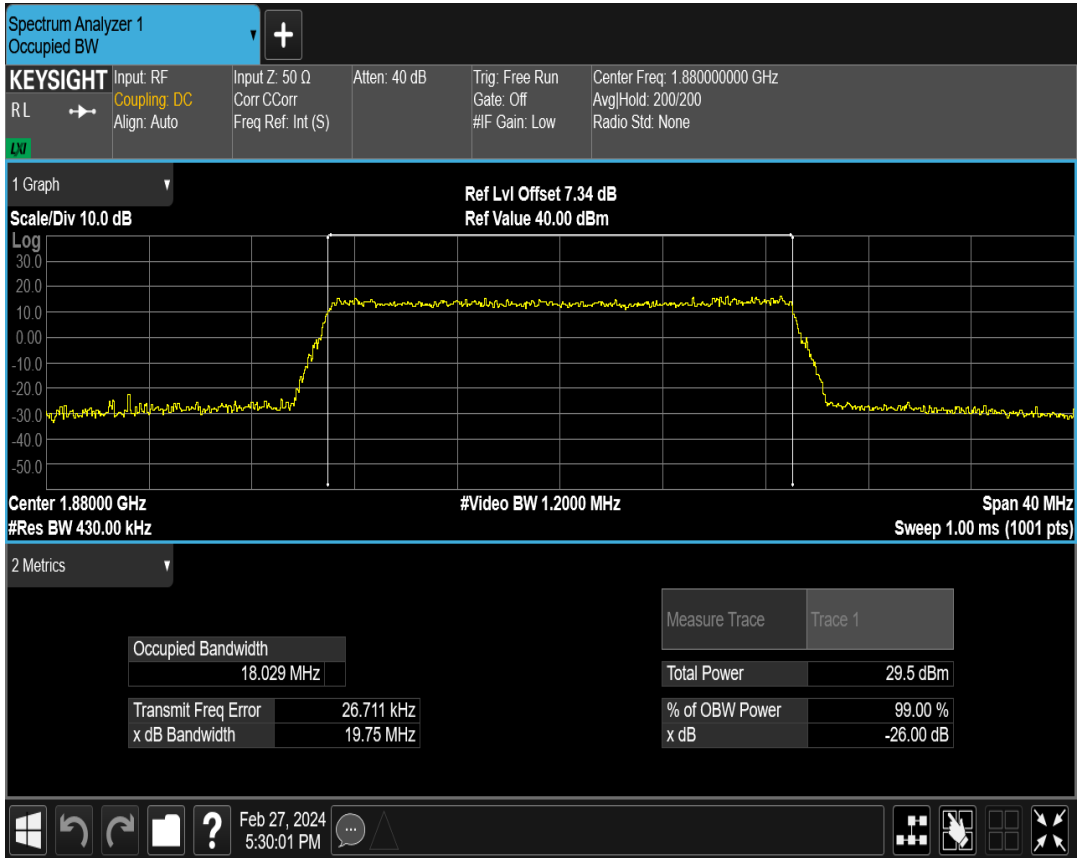 Spectrum Analyzer 1
Occupied BW
+
KEYSIGHT
RL
LXI
Input: RF
Coupling: DC
Align: Auto
Input Z: 50 Ω
Corr CCorr
Freq Ref: Int (S)
Atten: 40 dB
Trig: Free Run
Gate: Off
#IF Gain: Low
Center Freq: 1.880000000 GHz
Avg|Hold: 200/200
Radio Std: None
1 Graph
Scale/Div 10.0 dB
Ref Lvl Offset 7.34 dB
Ref Value 40.00 dBm
Log
30.0
20.0
10.0
0.00
-10.0
-20.0
-30.0
-40.0
-50.0
Center 1.88000 GHz
#Video BW 1.2000 MHz
Span 40 MHz
#Res BW 430.00 kHz
Sweep 1.00 ms (1001 pts)
2 Metrics
Measure Trace Trace 1
Occupied Bandwidth
18.029 MHz
Total Power 29.5 dBm
Transmit Freq Error 26.711 kHz
% of OBW Power 99.00 %
x dB Bandwidth 19.75 MHz
x dB -26.00 dB
?
Feb 27, 2024
5:30:01 PM